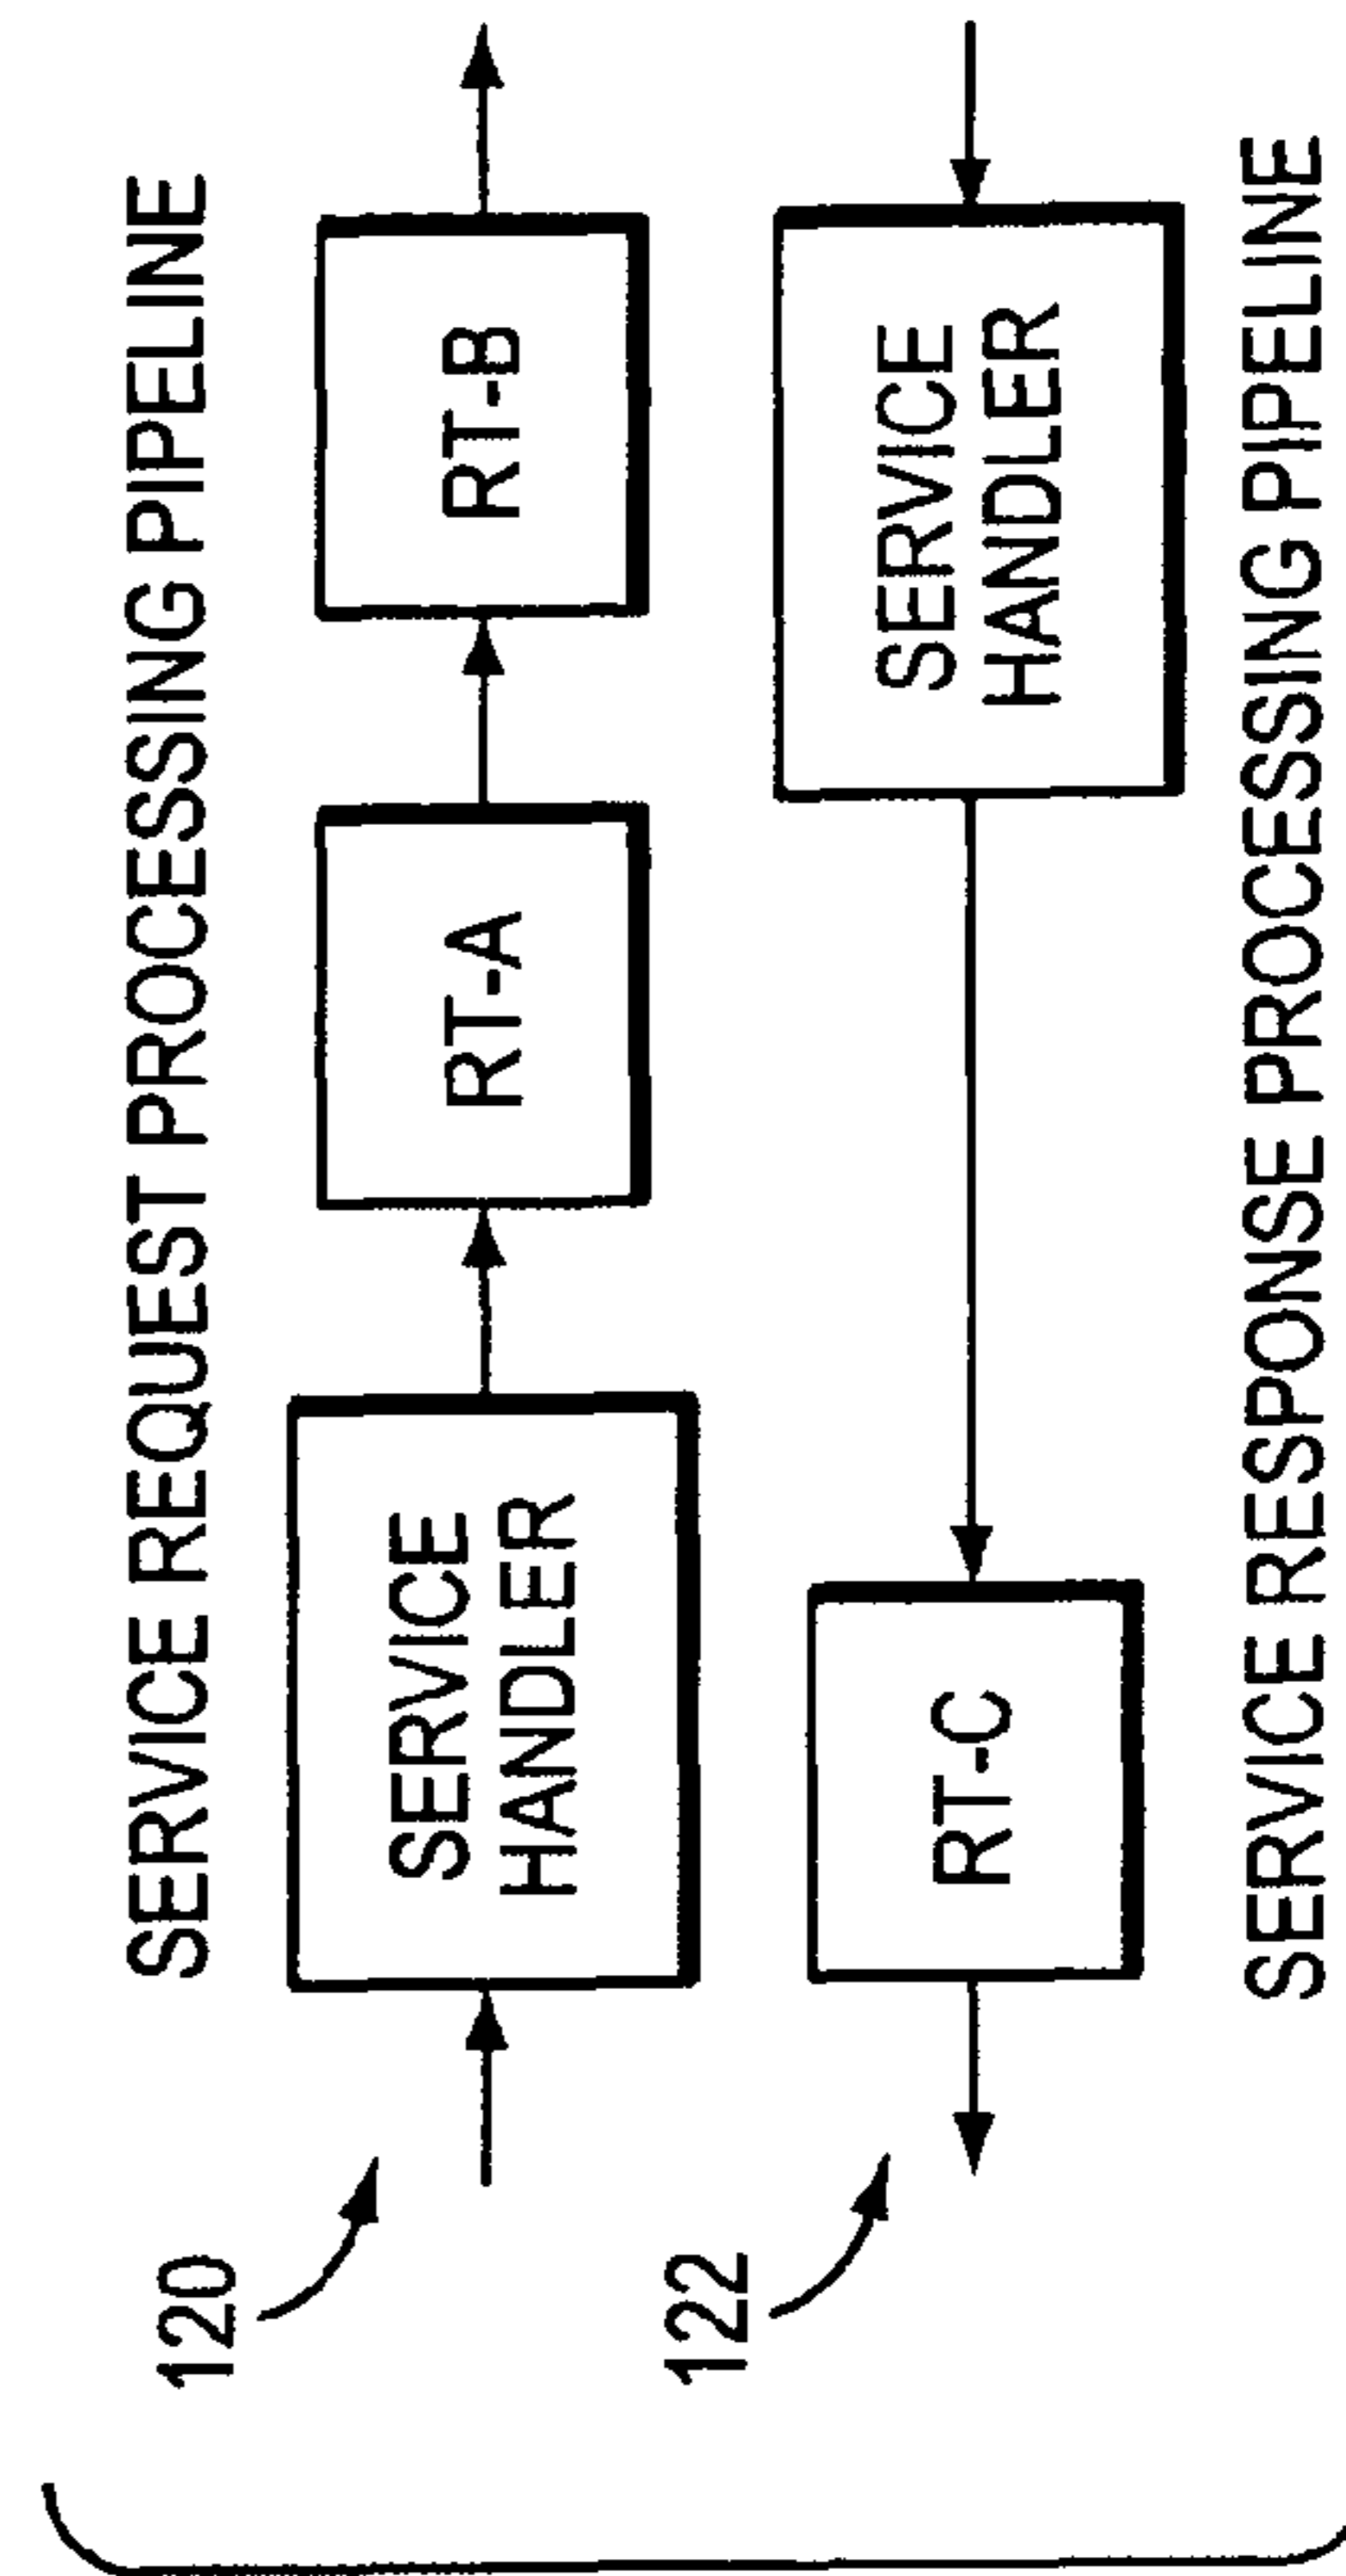 SERVICE REQUEST PROCESSING PIPELINE
120
SERVICE
HANDLER
RT-A
RT-B
122
RT-C
SERVICE
HANDLER
SERVICE RESPONSE PROCESSING PIPELINE